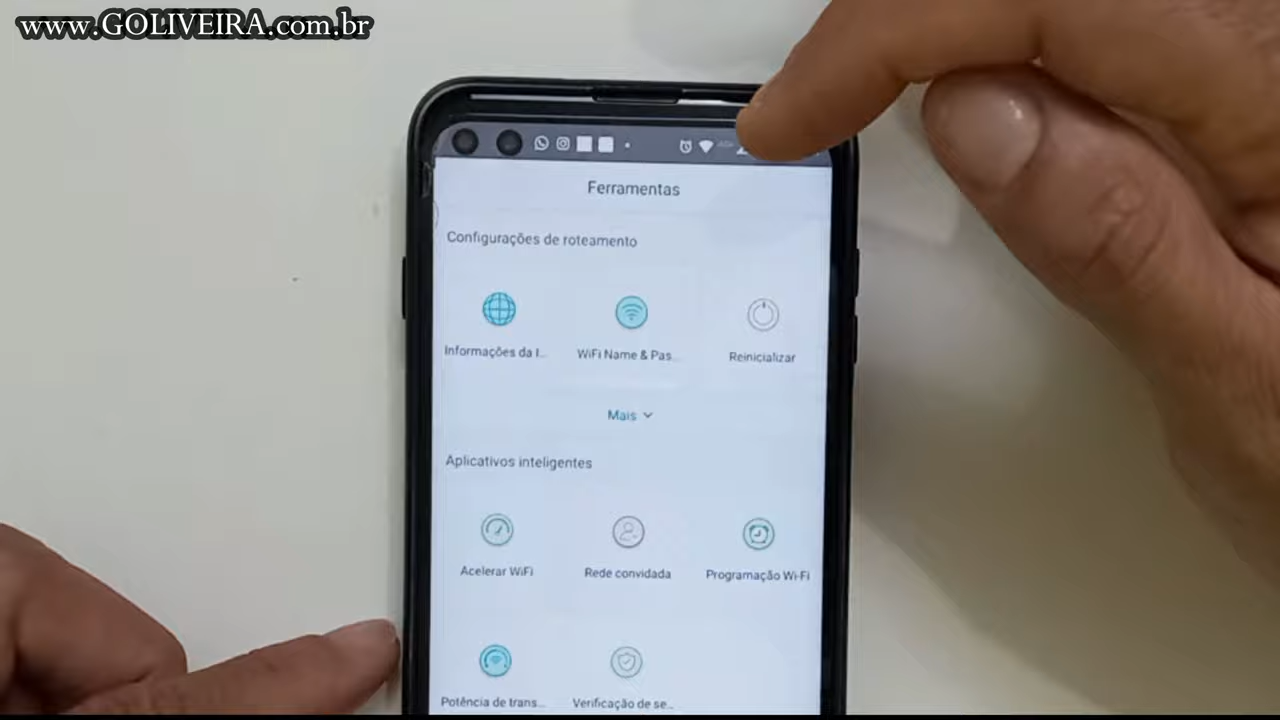 www.GOLIVEIRA.com.br
Ferramentas
Configurações de roteamento
Informações da I...
WiFi Name & Pas...
Reinicializar
Mais
Aplicativos inteligentes
Acelerar WiFi
Rede convidada
Programação Wi-Fi
Potência de trans...
Verificação de se...